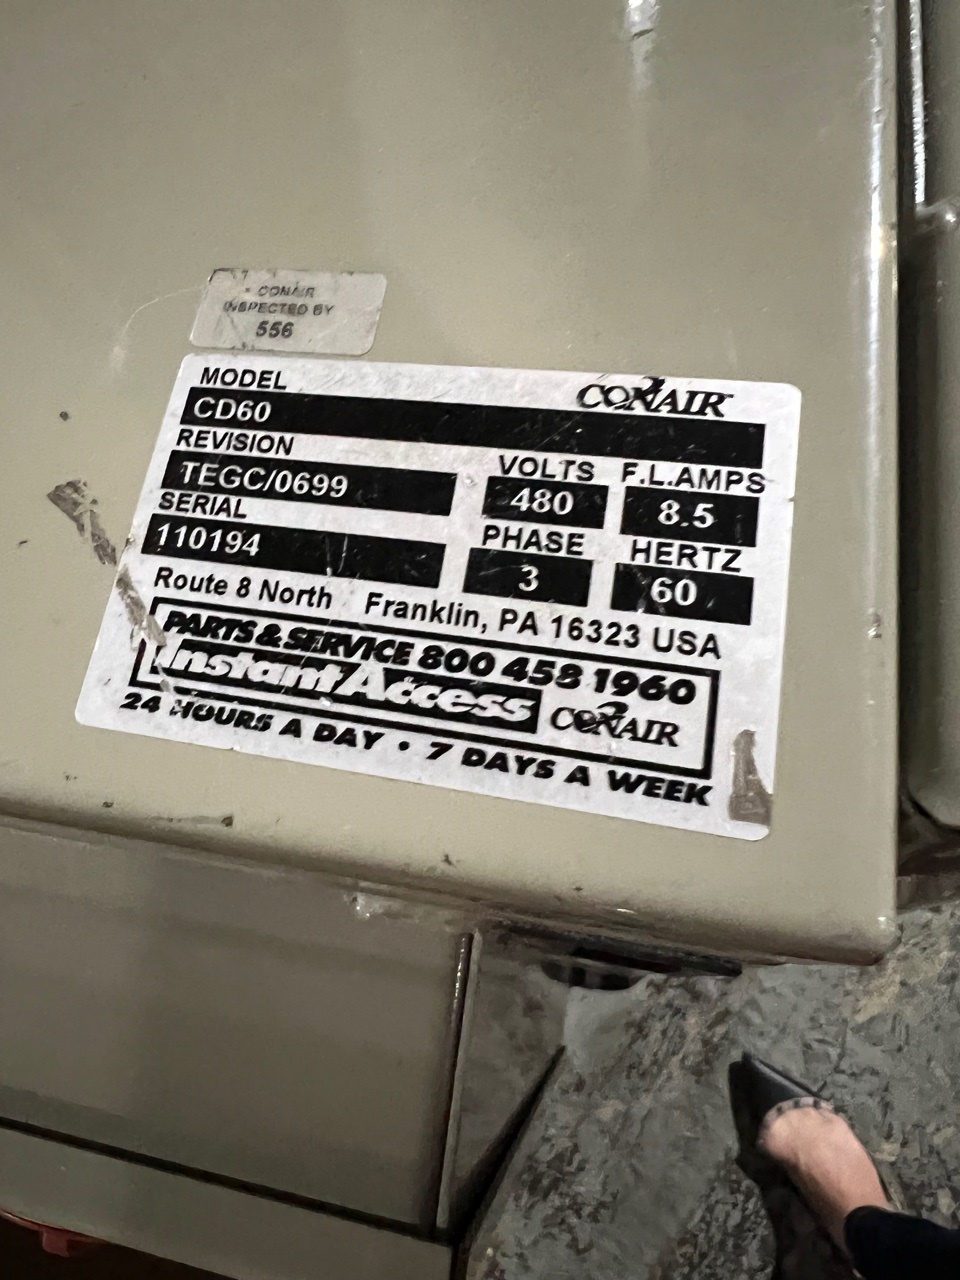 CONAIR
INSPECTED BY
556
MODEL
CONAIR™
CD60
REVISION
VOLTS F.L.AMPS
TEGC/0699
480 8.5
SERIAL
PHASE HERTZ
110194
3 60
Route 8 North Franklin, PA 16323 USA
PARTS & SERVICE 800 458 1960
Instant Access CONAIR
24 HOURS A DAY • 7 DAYS A WEEK